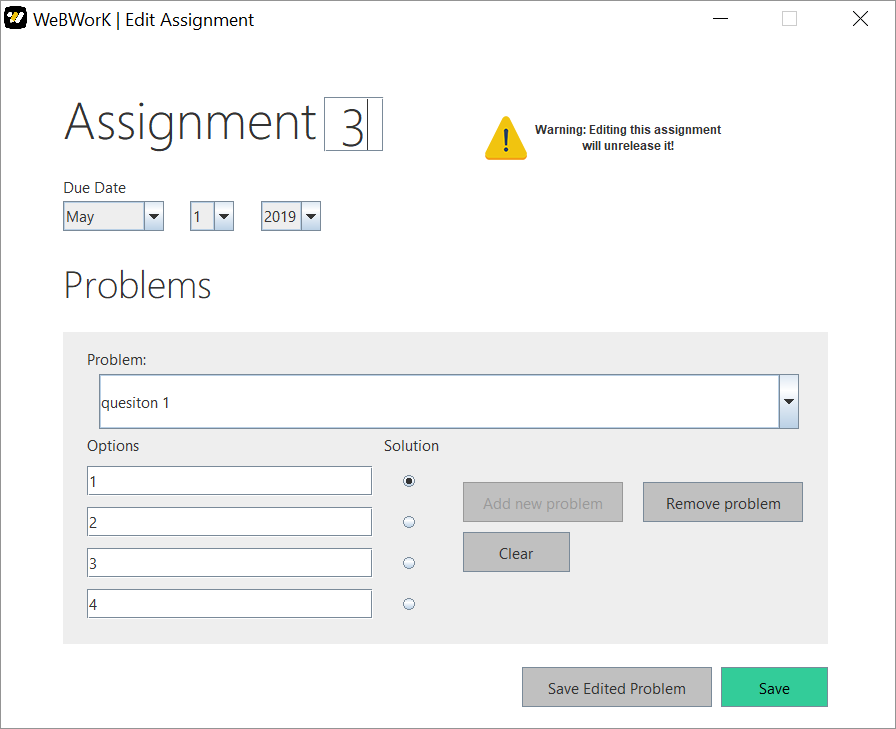 WeBWorK | Edit Assignment
Assignment 3
Warning: Editing this assignment
will unrelease it!
Due Date
May 1 2019
Problems
Problem:
quesiton 1
Options Solution
1
2
3
4
Add new problem Remove problem
Clear
Save Edited Problem Save